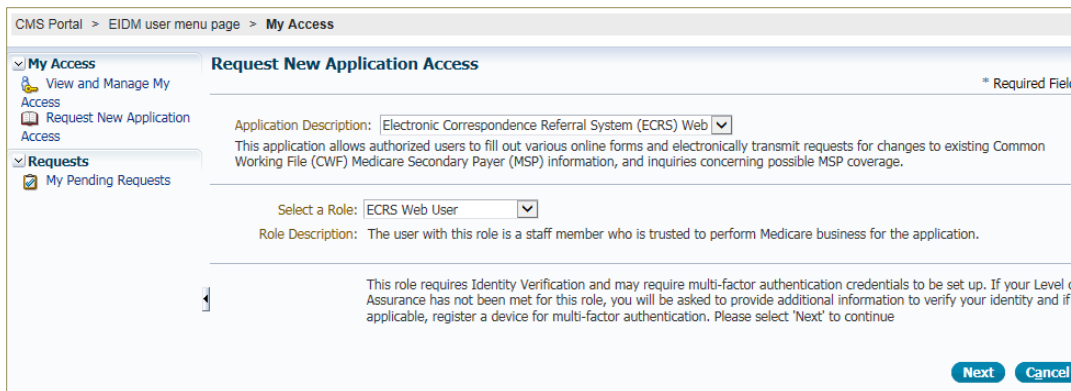 CMS Portal > EIDM user menu page > My Access
My Access
View and Manage My
Access
Request New Application
Access
Requests
My Pending Requests
Request New Application Access
* Required Field
Application Description: Electronic Correspondence Referral System (ECRS) Web
This application allows authorized users to fill out various online forms and electronically transmit requests for changes to existing Common
Working File (CWF) Medicare Secondary Payer (MSP) information, and inquiries concerning possible MSP coverage.
Select a Role: ECRS Web User
Role Description: The user with this role is a staff member who is trusted to perform Medicare business for the application.
This role requires Identity Verification and may require multi-factor authentication credentials to be set up. If your Level o
Assurance has not been met for this role, you will be asked to provide additional information to verify your identity and if
applicable, register a device for multi-factor authentication. Please select 'Next' to continue
Next Cancel